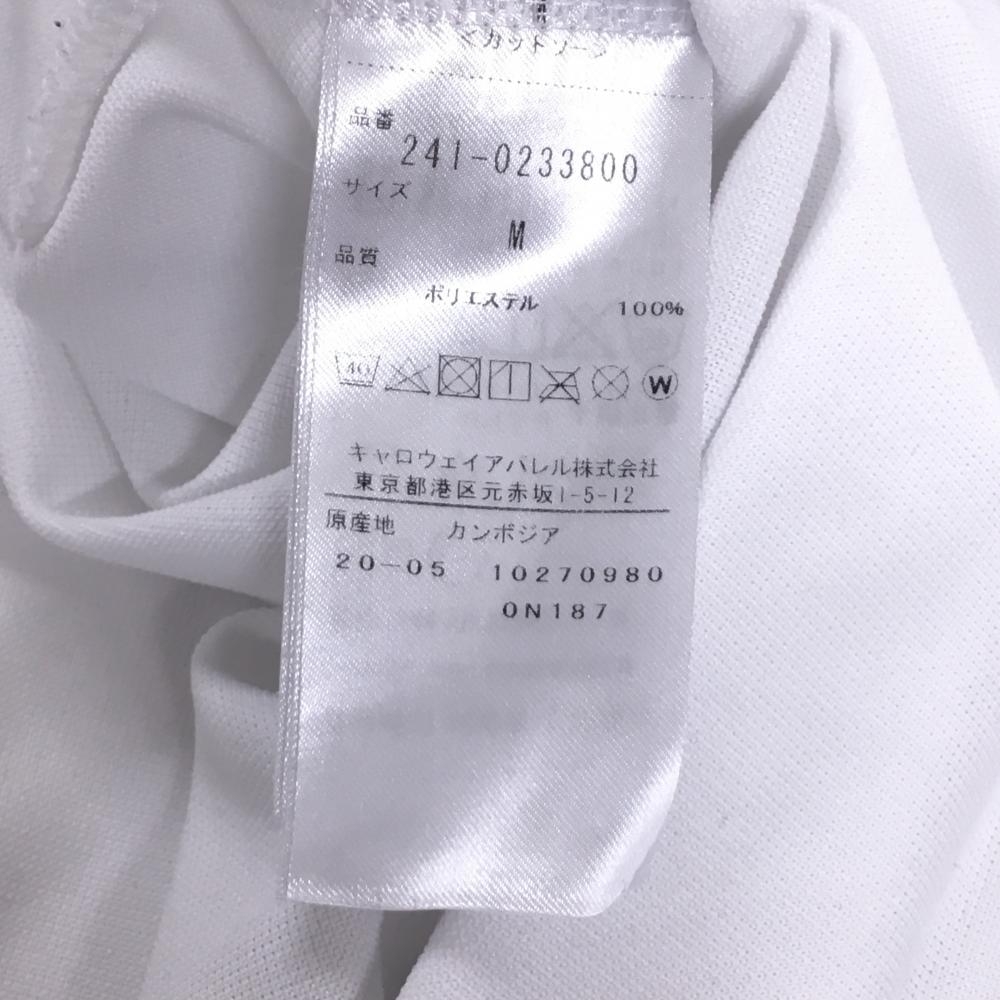 <カットソー>
品番
241-0233800
サイズ
M
品質
ポリエステル 100%
40 W
キャロウェイアパレル株式会社
東京都港区元赤坂1-5-12
原産地 カンボジア
20-05 10270980
0N187